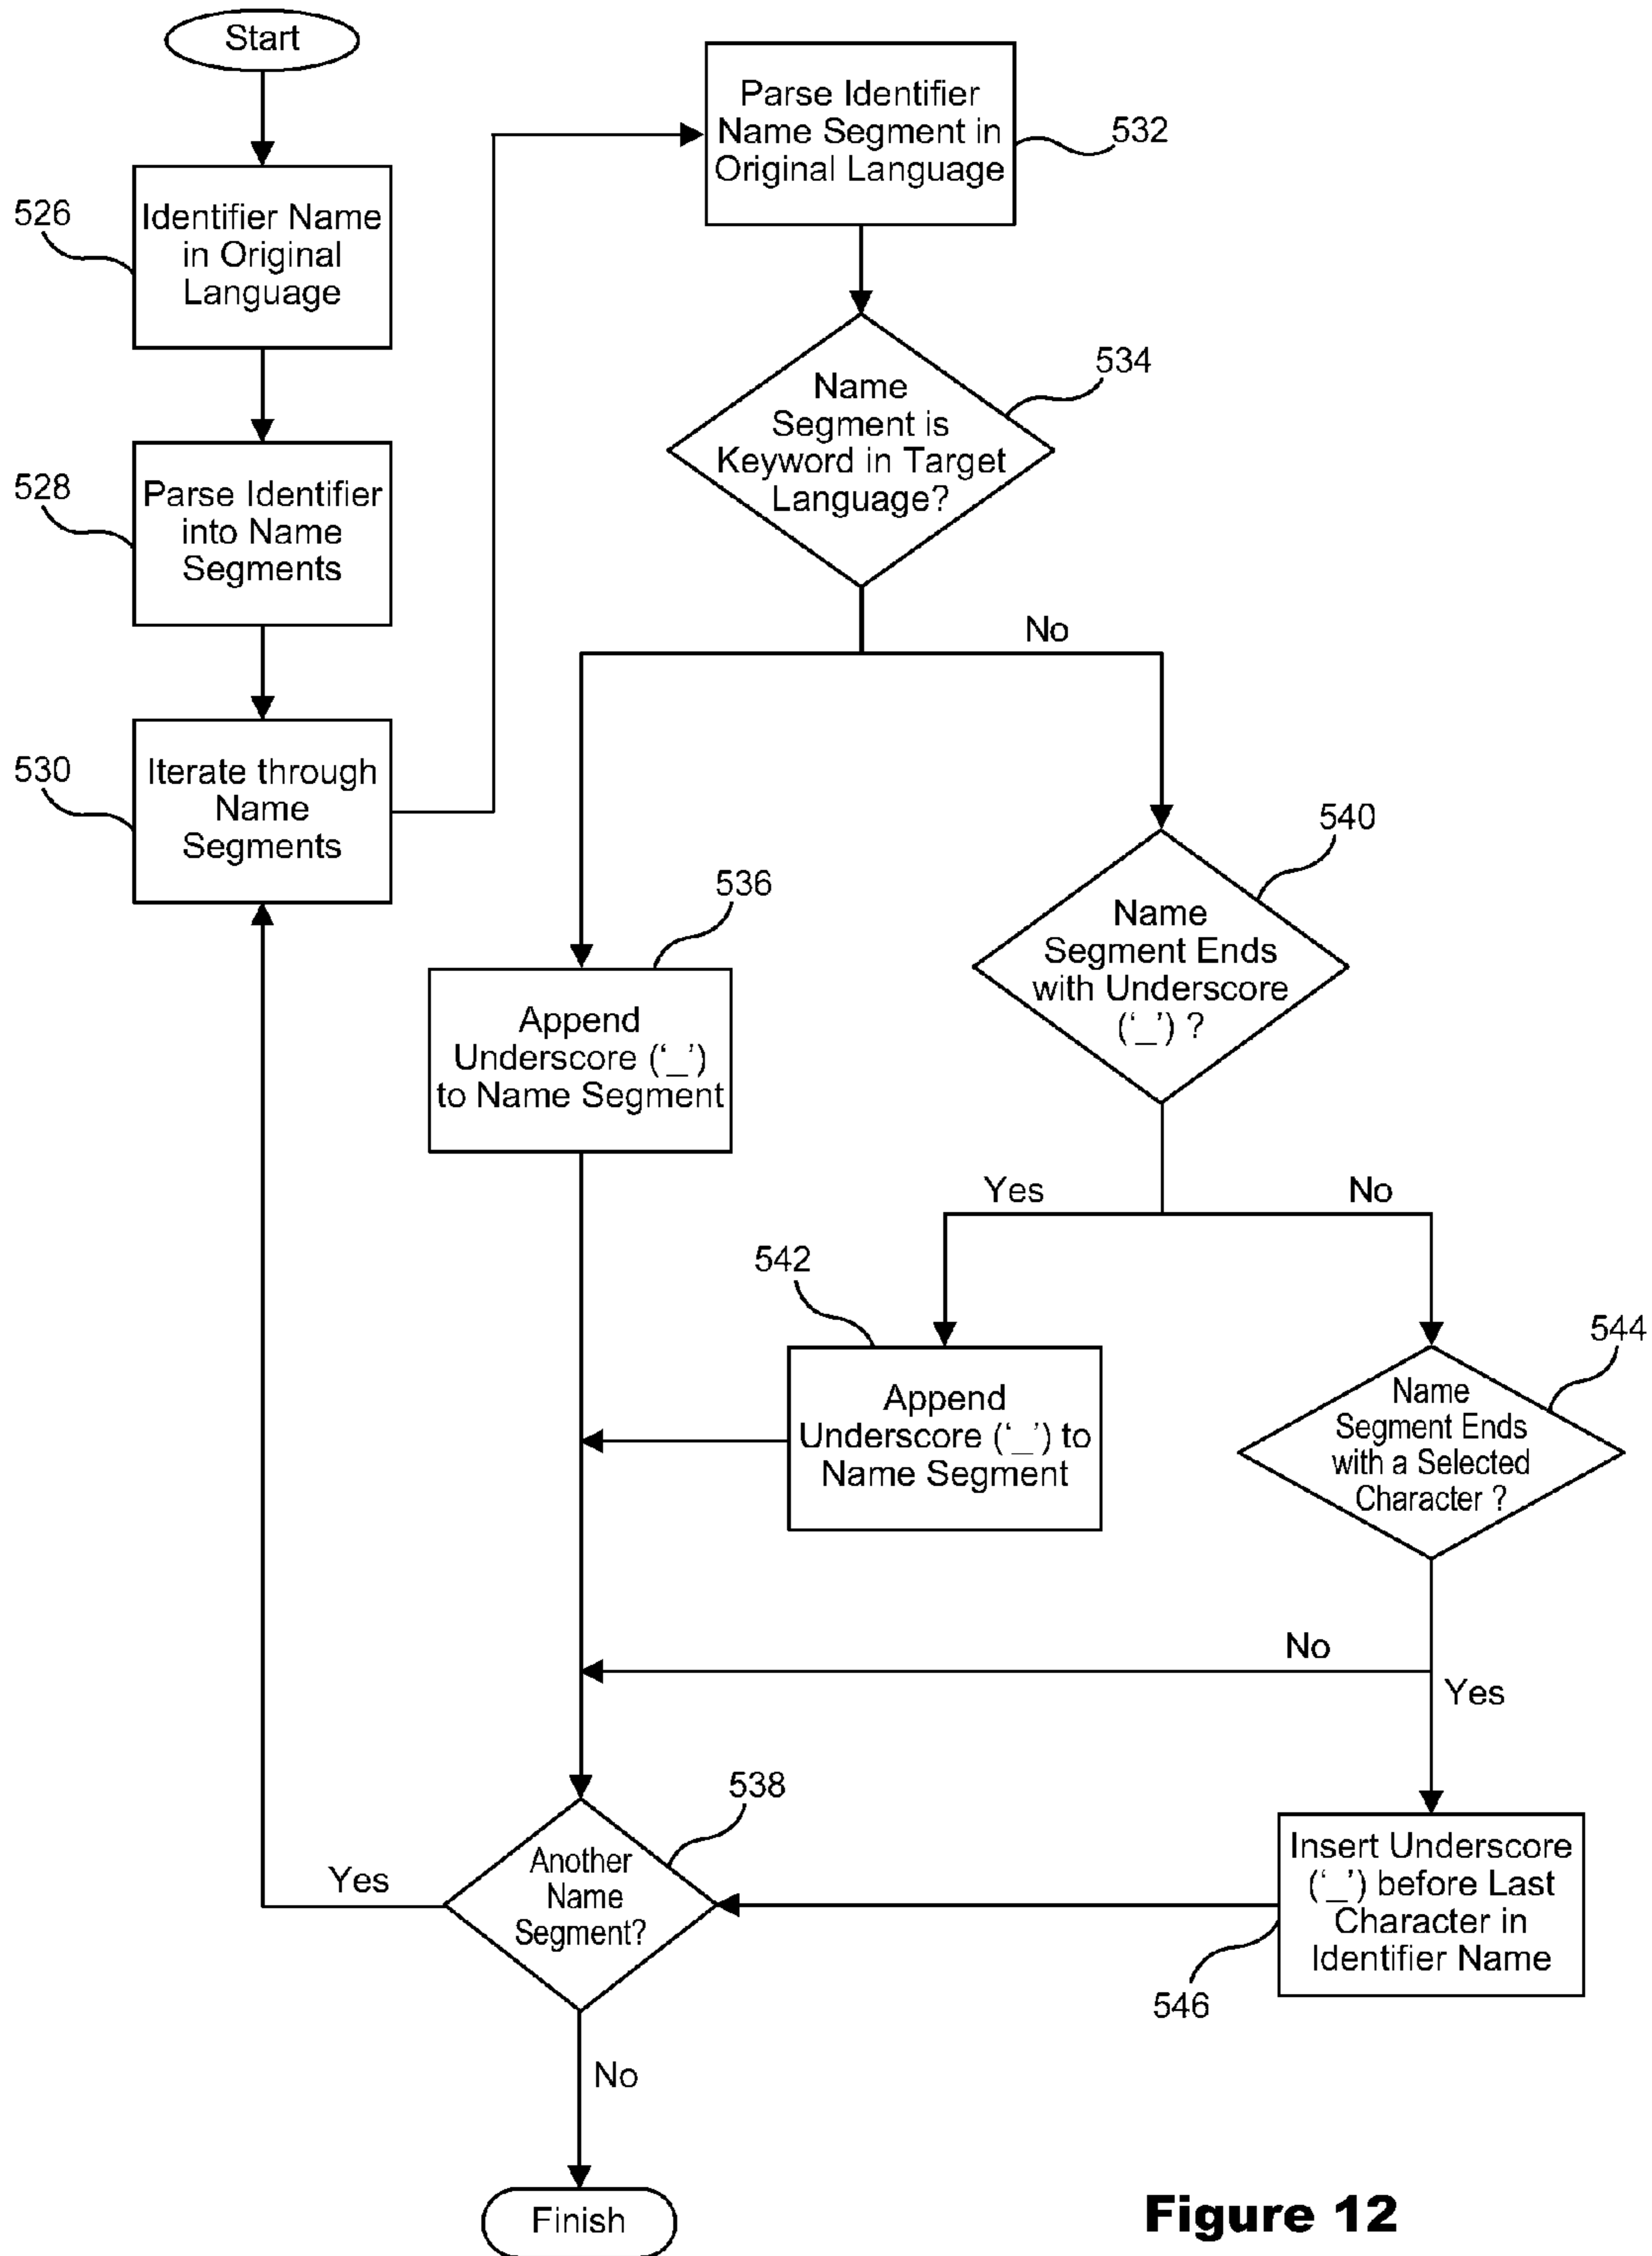 Start
526
Identifier Name
in Original
Language
528
Parse Identifier
into Name
Segments
530
Iterate through
Name
Segments
Parse Identifier
Name Segment in
Original Language
532
Name
Segment is
Keyword in Target
Language?
534
No
536
Append
Underscore (‘_’)
to Name Segment
540
Name
Segment Ends
with Underscore
(‘_’) ?
Yes
No
542
Append
Underscore (‘_’) to
Name Segment
544
Name
Segment Ends
with a Selected
Character ?
No
Yes
538
Another
Name
Segment?
Yes
Insert Underscore
(‘_’) before Last
Character in
Identifier Name
546
No
Finish
Figure 12